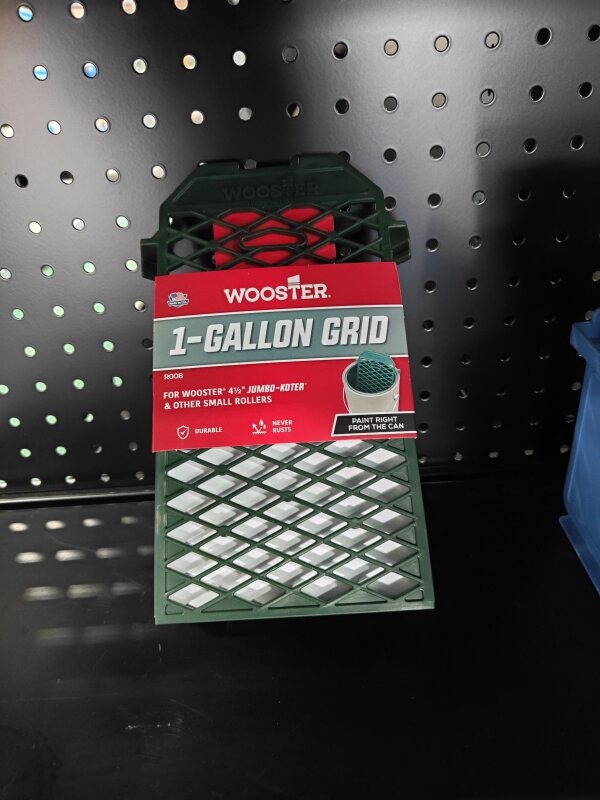 WOOSTER
WOOSTER®
1-GALLON GRID
R008
FOR WOOSTER® 4½" JUMBO-KOTER®
& OTHER SMALL ROLLERS
DURABLE
NEVER
RUSTS
PAINT RIGHT
FROM THE CAN